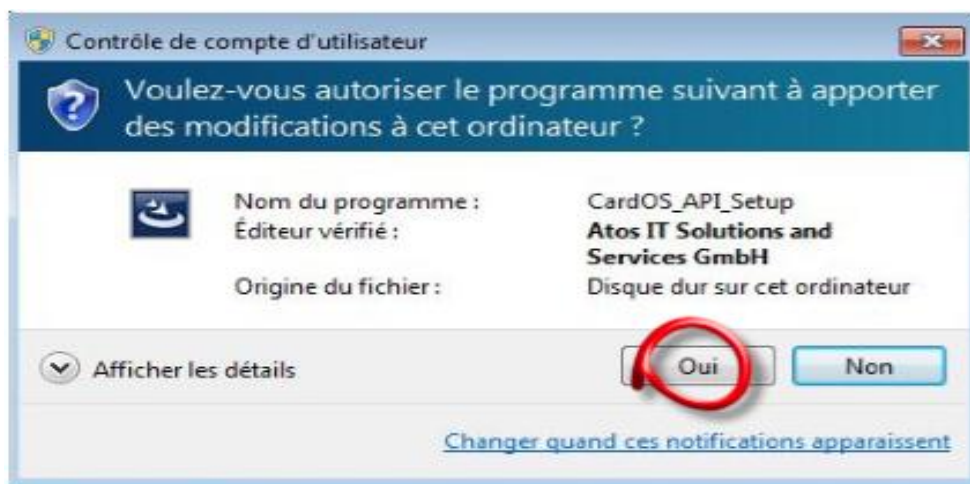 Contrôle de compte d'utilisateur
Voulez-vous autoriser le programme suivant à apporter
des modifications à cet ordinateur ?
Nom du programme : CardOS_API_Setup
Éditeur vérifié : Atos IT Solutions and
Services GmbH
Origine du fichier : Disque dur sur cet ordinateur
Afficher les détails
Oui Non
Changer quand ces notifications apparaissent